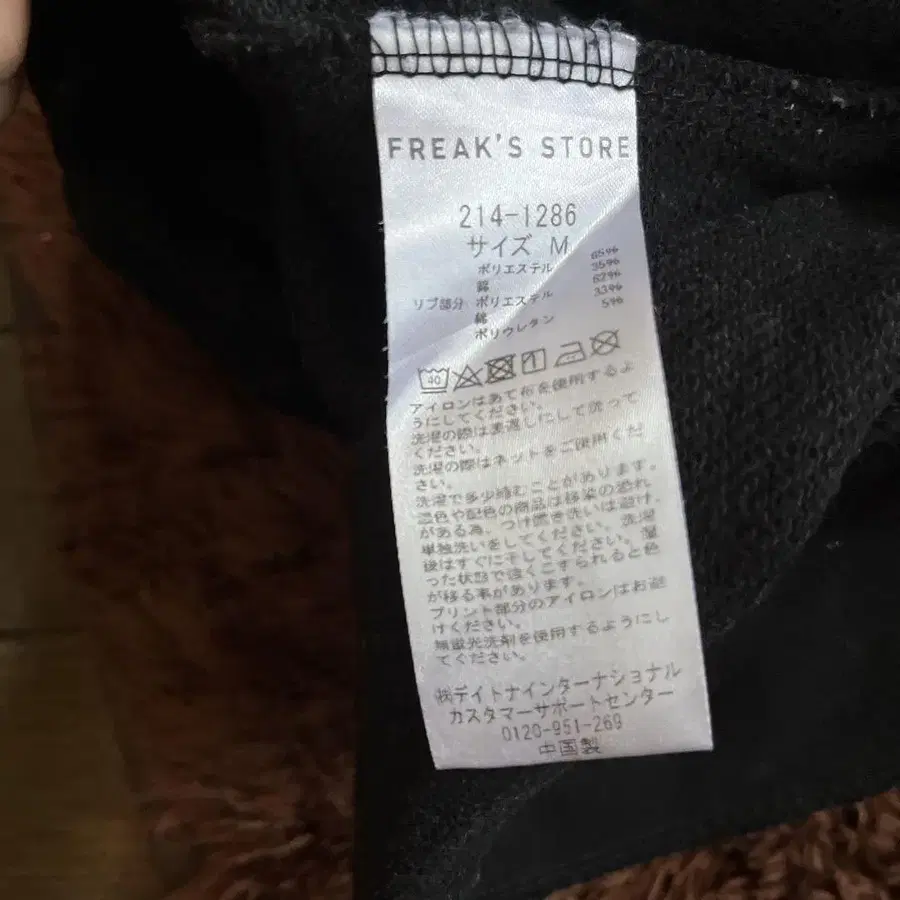 FREAK'S STORE
214-1286
サイズ M
ポリエステル 65%
綿 35%
リブ部分 ポリエステル 62%
綿 33%
ポリウレタン 5%
40
アイロンはあて布を使用するよ
うにしてください。
洗濯の際は裏返しにして洗って
ください。
洗濯の際はネットをご使用くだ
さい。
洗濯で多少縮むことがあります。
濃色や配色の商品は移染の恐れ
がある為、つけ置き洗いは避け、
単独洗いをしてください。洗濯
後はすぐに干してください。湿
った状態で強くこすられると色
が移る事があります。
プリント部分のアイロンはお避
けください。
無蛍光洗剤を使用するようにし
てください。
㈱デイトナインターナショナル
カスタマーサポートセンター
0120-951-269
中国製